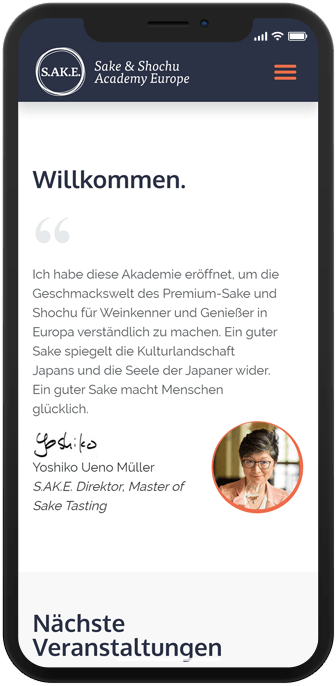 S.A.K.E.
Sake & Shochu
Academy Europe
Willkommen.
“
Ich habe diese Akademie eröffnet, um die
Geschmackswelt des Premium-Sake und
Shochu für Weinkenner und Genießer in
Europa verständlich zu machen. Ein guter
Sake spiegelt die Kulturlandschaft
Japans und die Seele der Japaner wider.
Ein guter Sake macht Menschen
glücklich.
Yoshiko
Yoshiko Ueno Müller
S.A.K.E. Direktor, Master of
Sake Tasting
Nächste
Veranstaltungen